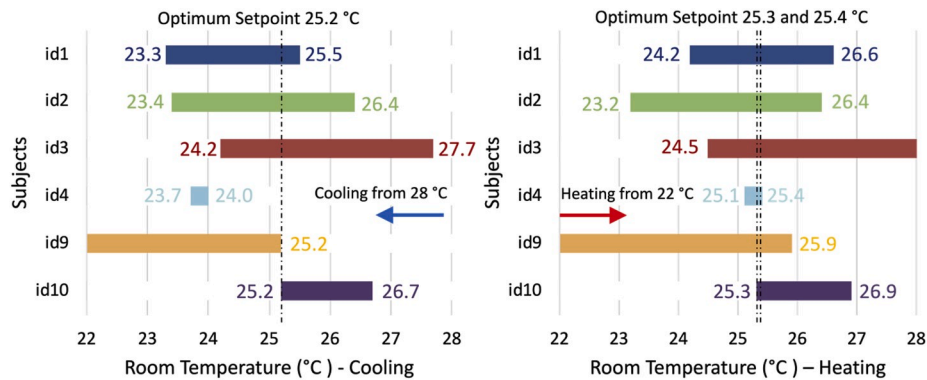 Optimum Setpoint 25.2 °C
id1
23.3
25.5
id2
23.4
26.4
id3
24.2
27.7
id4
23.7
24.0
Cooling from 28 °C
id9
25.2
id10
25.2
26.7
Subjects
22 23 24 25 26 27 28
Room Temperature (°C ) - Cooling
Optimum Setpoint 25.3 and 25.4 °C
id1
24.2
26.6
id2
23.2
26.4
id3
24.5
id4
25.1
25.4
Heating from 22 °C
id9
25.9
id10
25.3
26.9
Subjects
22 23 24 25 26 27 28
Room Temperature (°C ) – Heating